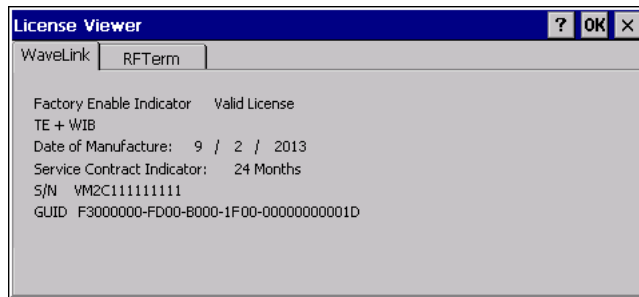 License Viewer ? OK ×
WaveLink RFTerm
Factory Enable Indicator Valid License
TE + WIB
Date of Manufacture: 9 / 2 / 2013
Service Contract Indicator: 24 Months
S/N VM2C111111111
GUID F3000000-FD00-B000-1F00-00000000001D